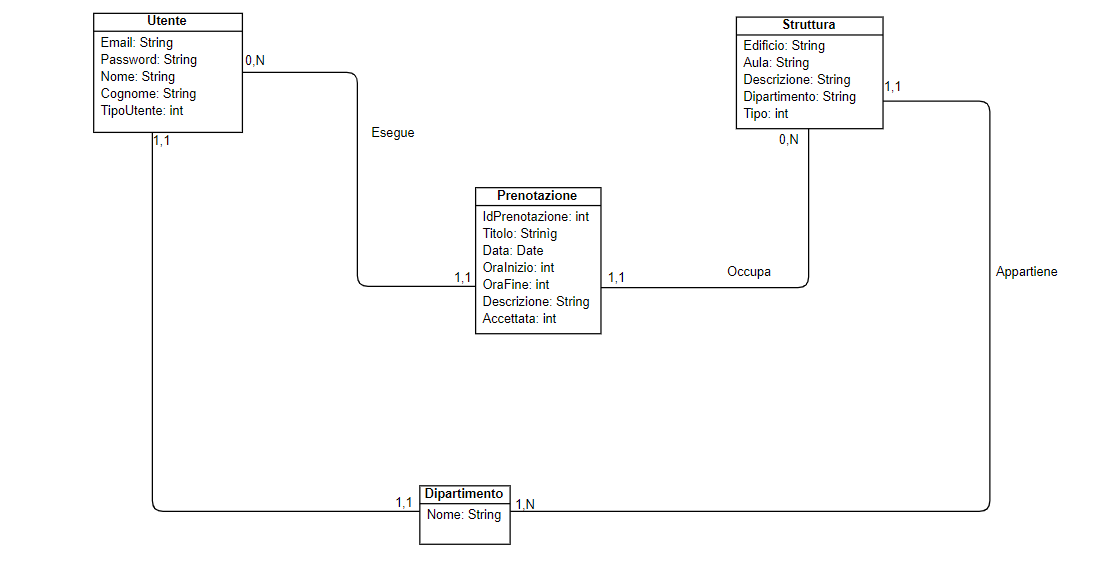 Utente
Email: String
Password: String
Nome: String
Cognome: String
TipoUtente: int
0,N
1,1
Esegue
Struttura
Edificio: String
Aula: String
Descrizione: String
Dipartimento: String
Tipo: int
1,1
0,N
Prenotazione
IdPrenotazione: int
Titolo: Strinig
Data: Date
OraInizio: int
OraFine: int
Descrizione: String
Accettata: int
1,1
1,1
Occupa
Appartiene
Dipartimento
Nome: String
1,1
1,N